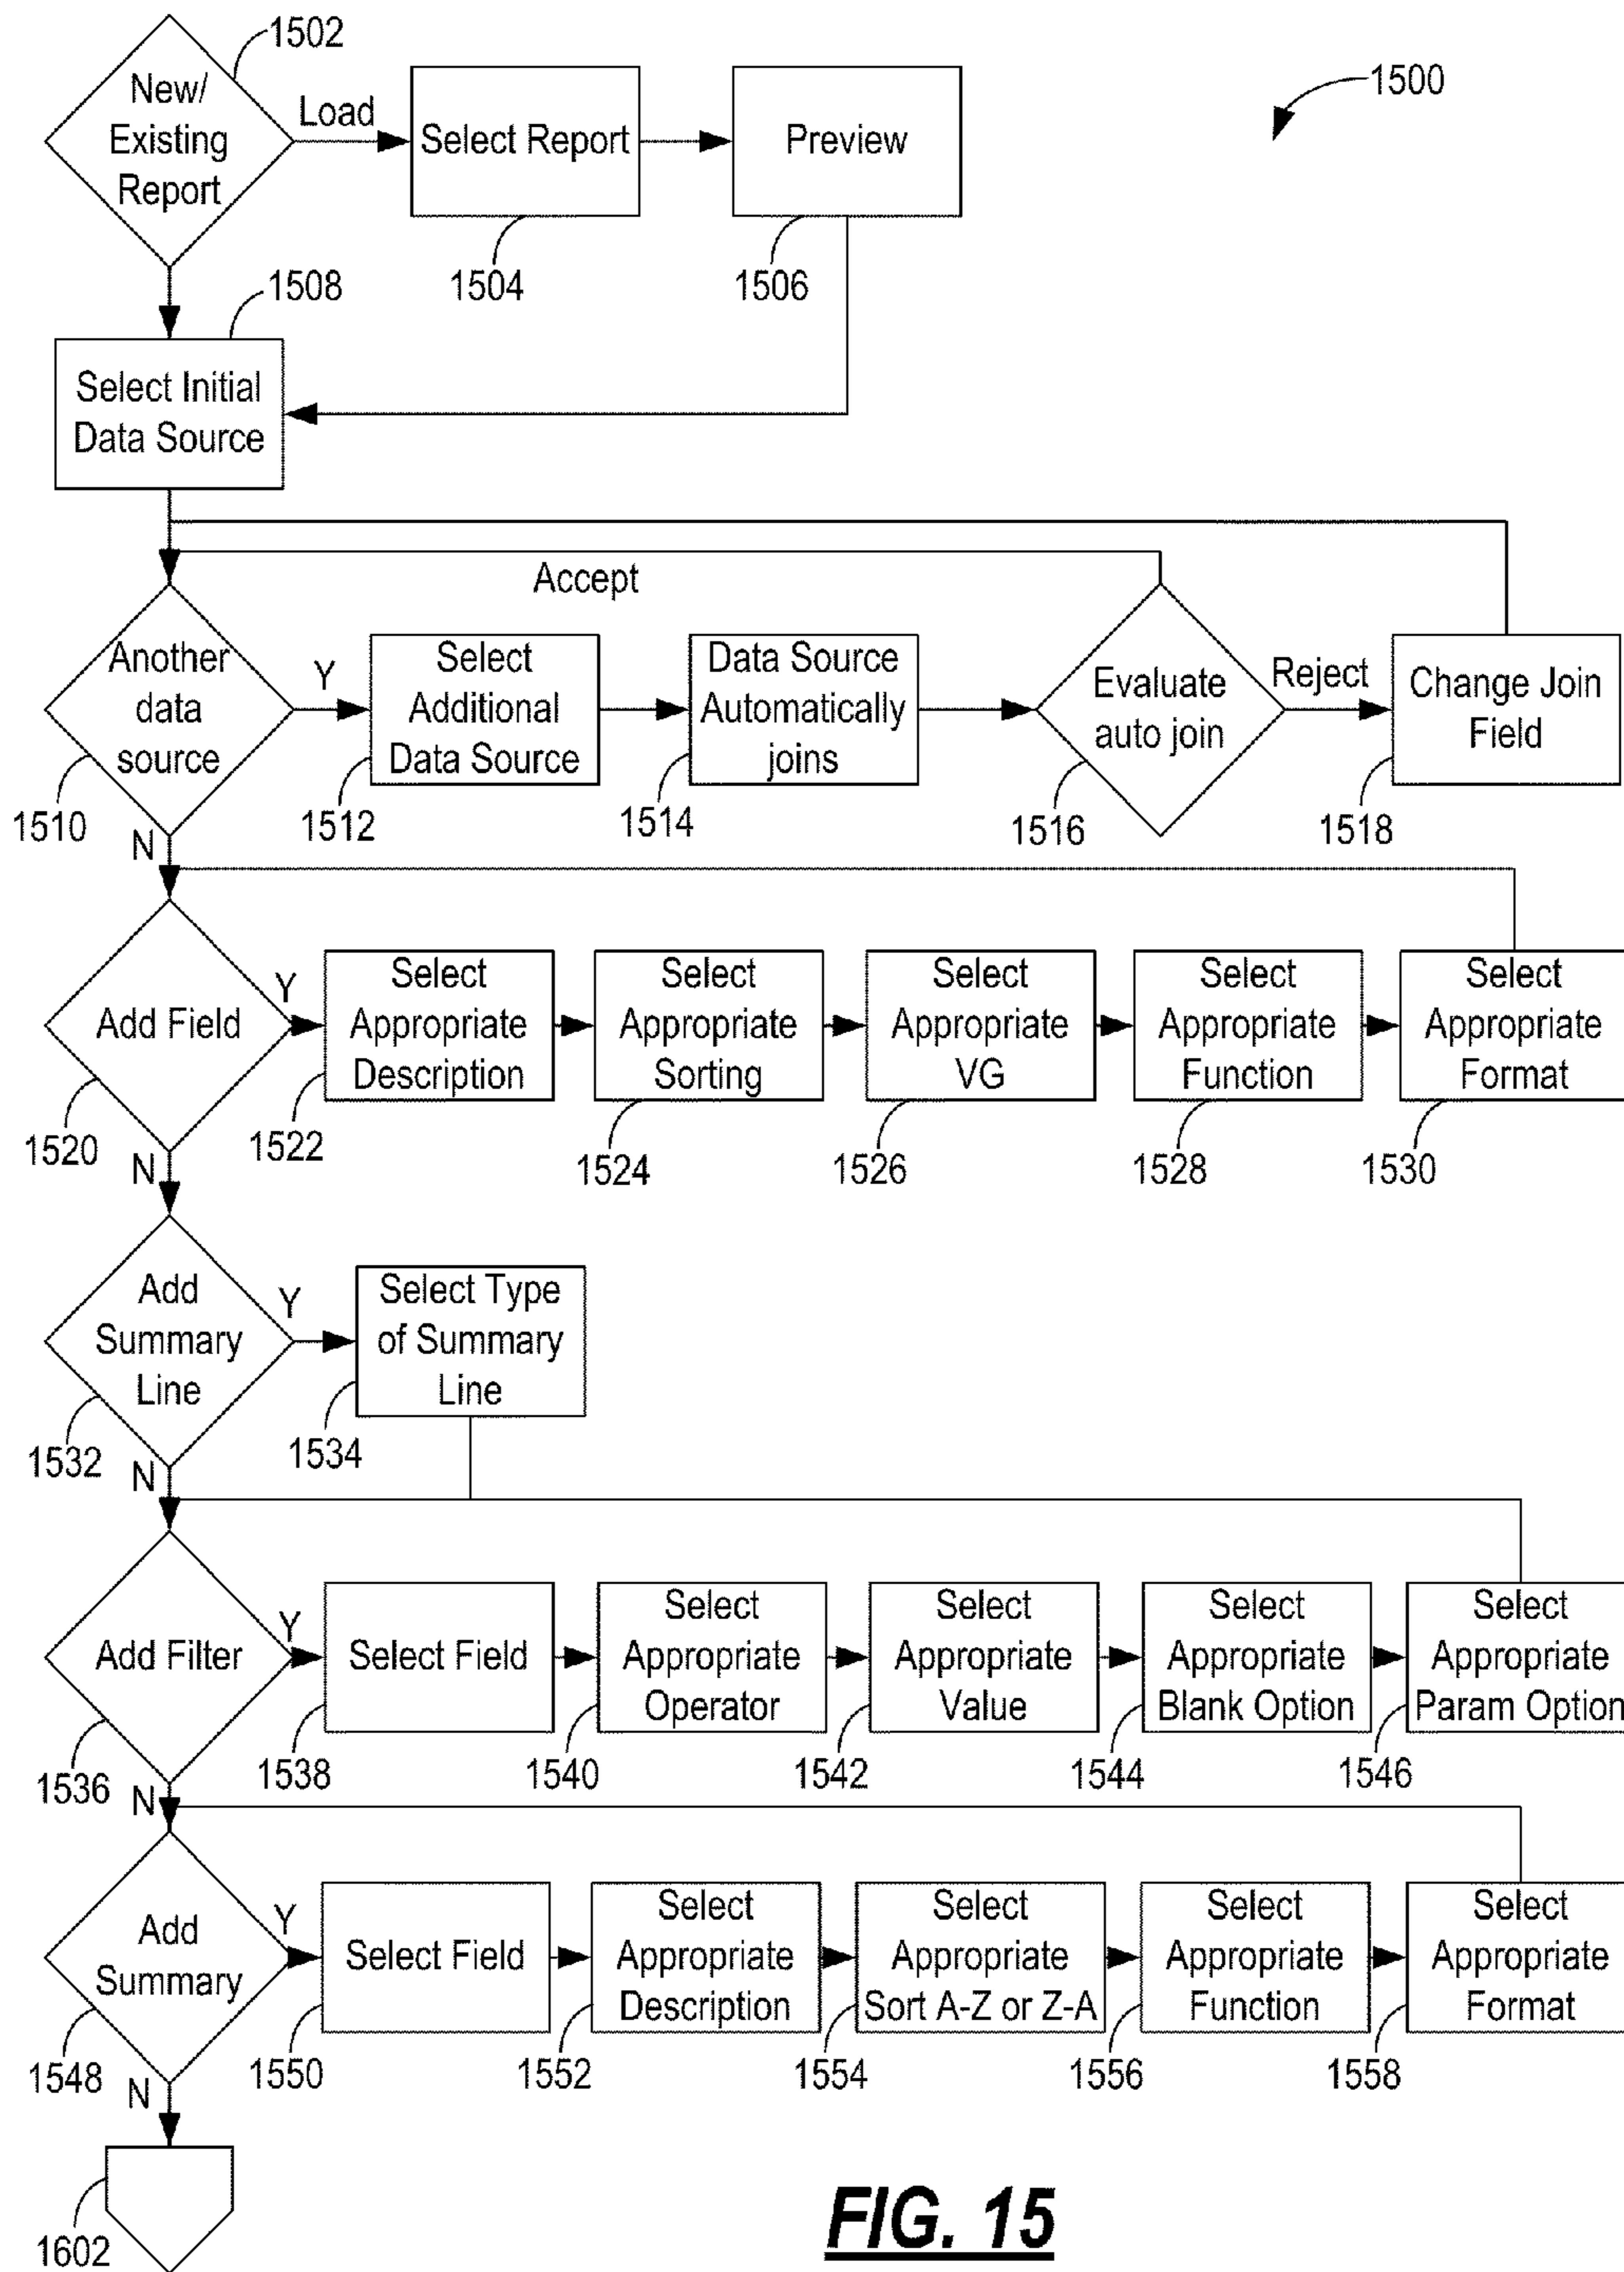 1502
New/
Existing
Report
Load
Select Report
Preview
1500
1504
1506
1508
Select Initial
Data Source
Accept
Another
data
source
Y
Select
Additional
Data Source
Data Source
Automatically
joins
Evaluate
auto join
Reject
Change Join
Field
1510
1512
1514
1516
1518
N
Add Field
Y
Select
Appropriate
Description
Select
Appropriate
Sorting
Select
Appropriate
VG
Select
Appropriate
Function
Select
Appropriate
Format
1520
1522
1524
1526
1528
1530
N
Add
Summary
Line
Y
Select Type
of Summary
Line
1532
1534
N
Add Filter
Y
Select Field
Select
Appropriate
Operator
Select
Appropriate
Value
Select
Appropriate
Blank Option
Select
Appropriate
Param Option
1536
1538
1540
1542
1544
1546
N
Add
Summary
Y
Select Field
Select
Appropriate
Description
Select
Appropriate
Sort A-Z or Z-A
Select
Appropriate
Function
Select
Appropriate
Format
1548
1550
1552
1554
1556
1558
N
1602
FIG. 15